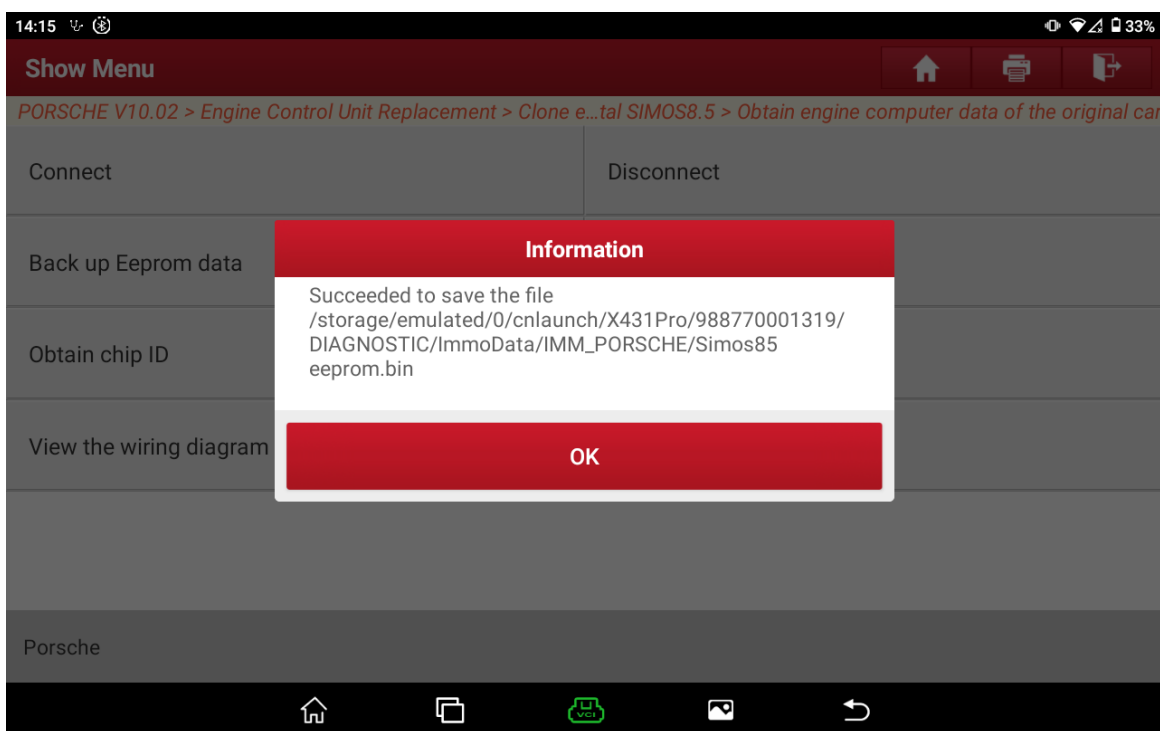 14:15
33%
Show Menu
PORSCHE V10.02 > Engine Control Unit Replacement > Clone e...tal SIMOS8.5 > Obtain engine computer data of the original car
Connect
Disconnect
Back up Eeprom data
Obtain chip ID
View the wiring diagram
Information
Succeeded to save the file
/storage/emulated/0/cnlaunch/X431Pro/988770001319/
DIAGNOSTIC/ImmoData/IMM_PORSCHE/Simos85
eeprom.bin
OK
Porsche
VCI